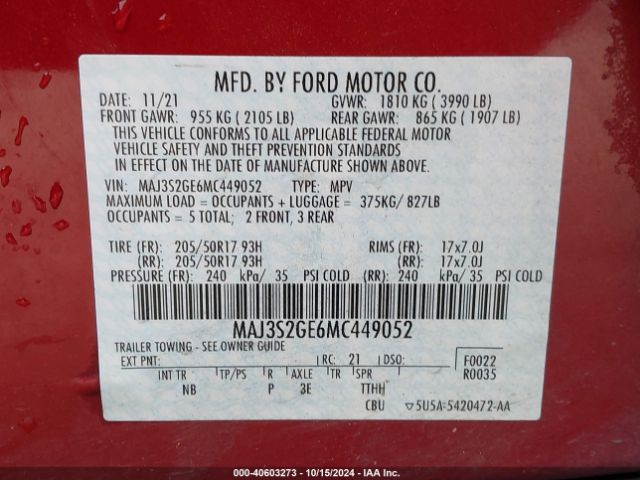 MFD. BY FORD MOTOR CO.
DATE: 11/21 GVWR: 1810 KG ( 3990 LB)
FRONT GAWR: 955 KG ( 2105 LB) REAR GAWR: 865 KG ( 1907 LB)
THIS VEHICLE CONFORMS TO ALL APPLICABLE FEDERAL MOTOR
VEHICLE SAFETY AND THEFT PREVENTION STANDARDS
IN EFFECT ON THE DATE OF MANUFACTURE SHOWN ABOVE.
VIN: MAJ3S2GE6MC449052 TYPE: MPV
MAXIMUM LOAD = OCCUPANTS + LUGGAGE = 375KG/ 827LB
OCCUPANTS = 5 TOTAL; 2 FRONT, 3 REAR
TIRE (FR): 205/50R17 93H RIMS (FR): 17x7.0J
(RR): 205/50R17 93H (RR): 17x7.0J
PRESSURE (FR): 240 kPa/ 35 PSI COLD (RR): 240 kPa/ 35 PSI COLD
MAJ3S2GE6MC449052
TRAILER TOWING - SEE OWNER GUIDE
EXT PNT: RC: 21 DSO: F0022
R0035
INT TR TP/PS R AXLE TR SPR
NB P 3E TTHH
CBU ▽5U5A-5420472-AA
000-40603273 - 10/15/2024 - IAA Inc.